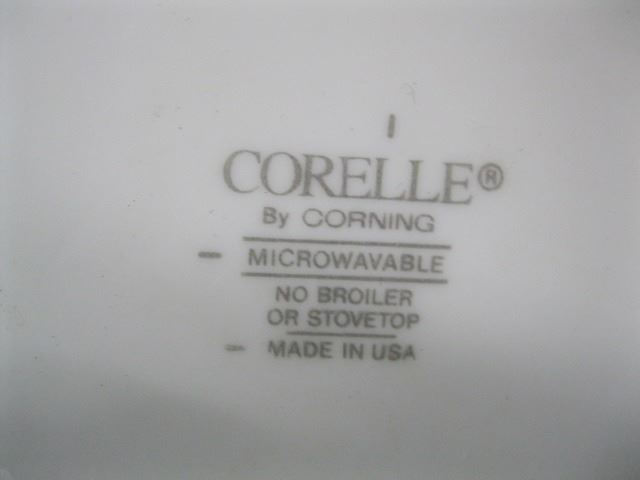 CORELLE®
By CORNING
MICROWAVABLE
NO BROILER
OR STOVETOP
MADE IN USA